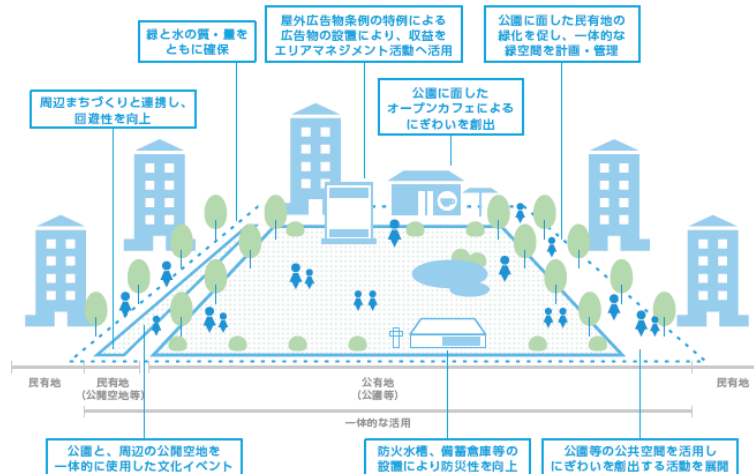 緑と水の質・量を
ともに確保
屋外広告物条例の特例による
広告物の設置により、収益を
エリアマネジメント活動へ活用
公園に面した民有地の
緑化を促し、一体的な
緑空間を計画・管理
周辺まちづくりと連携し、
回遊性を向上
公園に面した
オープンカフェによる
にぎわいを創出
民有地
民有地
(公開空地等)
公有地
(公園等)
民有地
一体的な活用
公園と、周辺の公開空地を
一体的に使用した文化イベント
防火水槽、備蓄倉庫等の
設置により防災性を向上
公園等の公共空間を活用し
にぎわいを創出する活動を展開